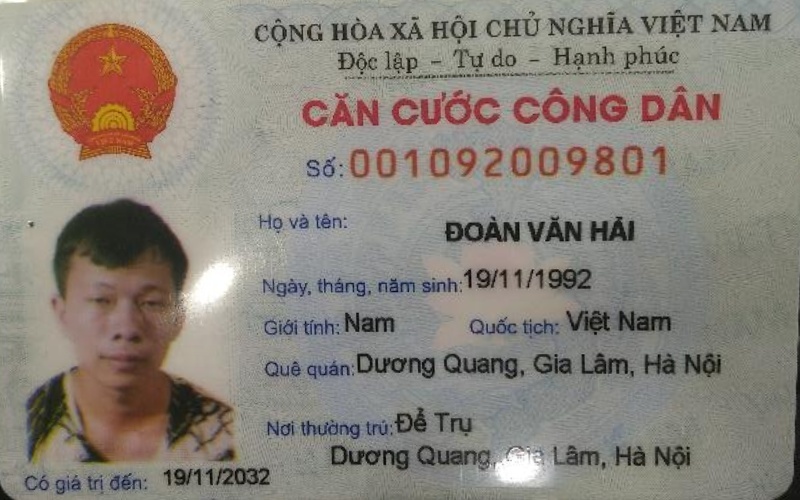 CỘNG HÒA XÃ HỘI CHỦ NGHĨA VIỆT NAM
Độc lập - Tự do - Hạnh phúc
CĂN CƯỚC CÔNG DÂN
Số: 001092009801
Họ và tên: ĐOÀN VĂN HẢI
Ngày, tháng, năm sinh: 19/11/1992
Giới tính: Nam Quốc tịch: Việt Nam
Quê quán: Dương Quang, Gia Lâm, Hà Nội
Nơi thường trú: Đề Trụ
Dương Quang, Gia Lâm, Hà Nội
Có giá trị đến: 19/11/2032